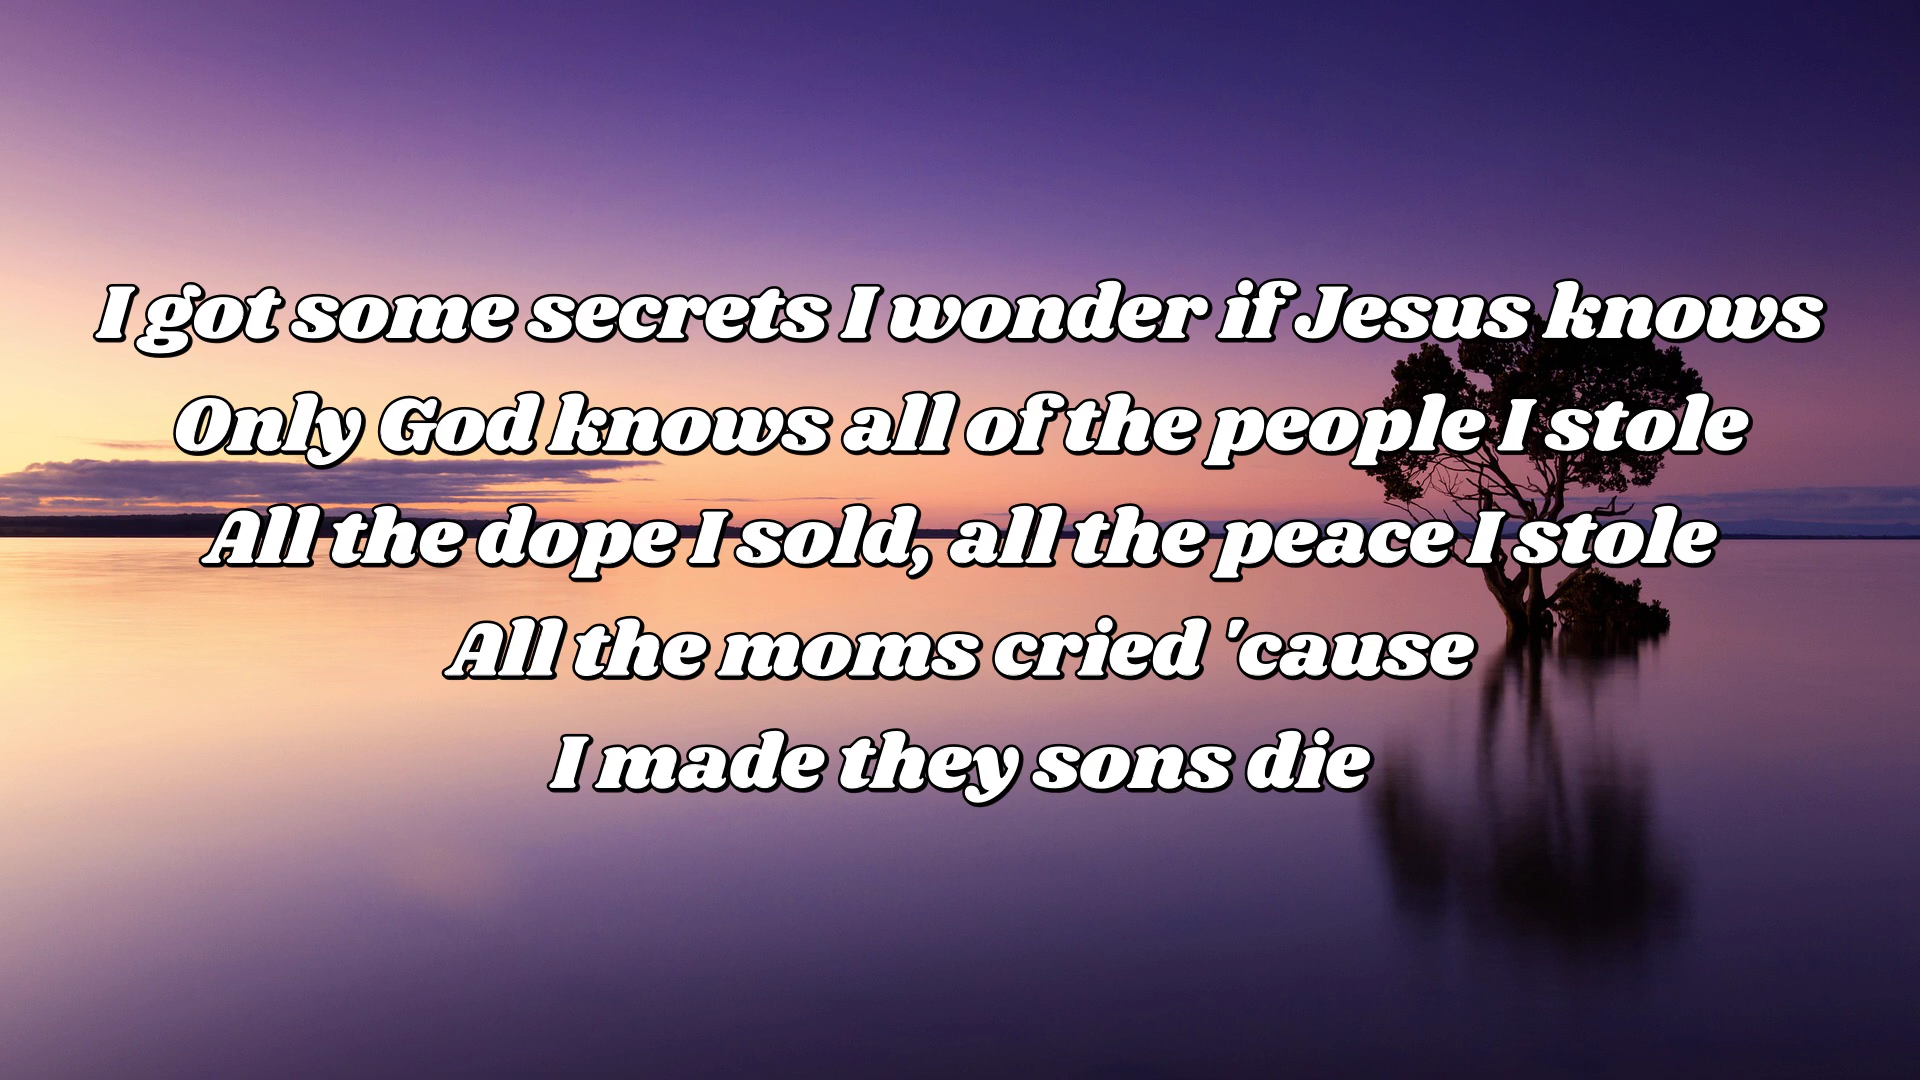 I got some secrets I wonder if Jesus knows
Only God knows all of the people I stole
All the dope I sold, all the peace I stole
All the moms cried 'cause
I made they sons die